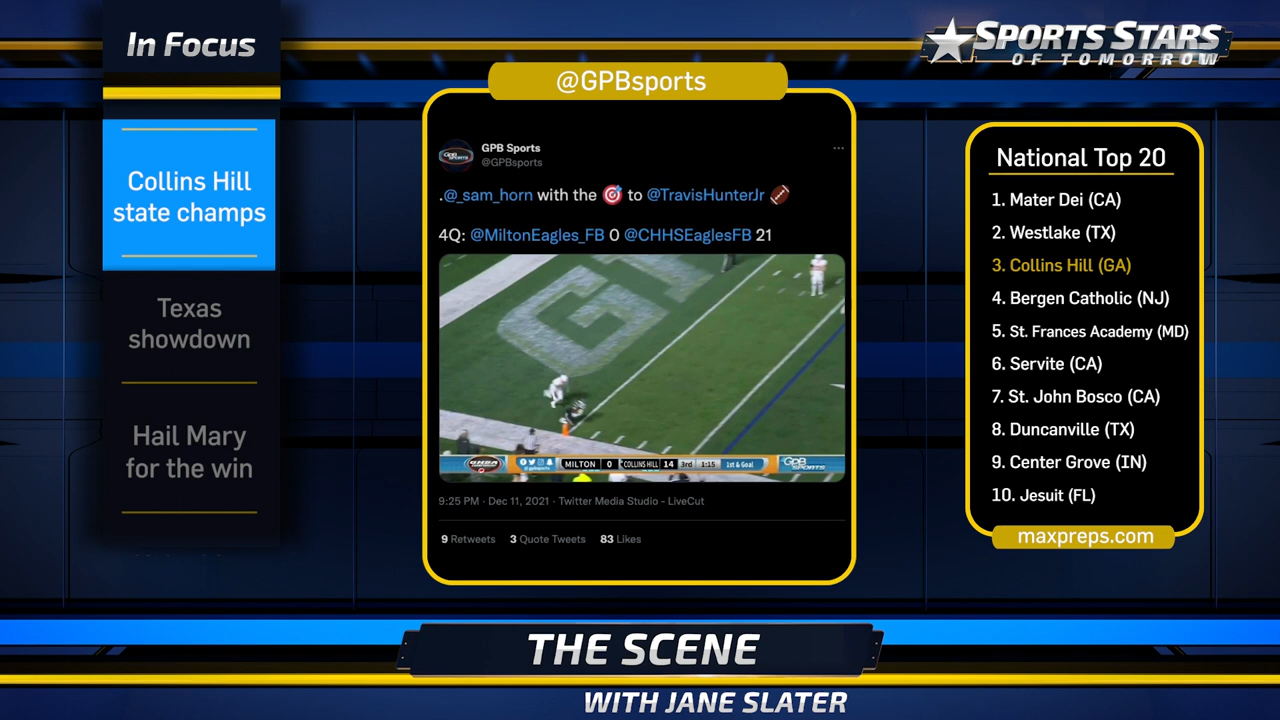 In Focus
SPORTS STARS
OF TOMORROW
@GPBsports
Collins Hill
state champs
Texas
showdown
Hail Mary
for the win
GPB Sports
@GPBsports
.@_sam_horn with the 🎯 to @TravisHunterJr 🏈
4Q: @MiltonEagles_FB 0 @CHHSEaglesFB 21
G
MILTON 0 COLLINS HILL 14 3rd 1:15 1st & Goal GPB SPORTS
9:25 PM · Dec 11, 2021 · Twitter Media Studio - LiveCut
9 Retweets 3 Quote Tweets 83 Likes
National Top 20
1. Mater Dei (CA)
2. Westlake (TX)
3. Collins Hill (GA)
4. Bergen Catholic (NJ)
5. St. Frances Academy (MD)
6. Servite (CA)
7. St. John Bosco (CA)
8. Duncanville (TX)
9. Center Grove (IN)
10. Jesuit (FL)
maxpreps.com
THE SCENE
WITH JANE SLATER